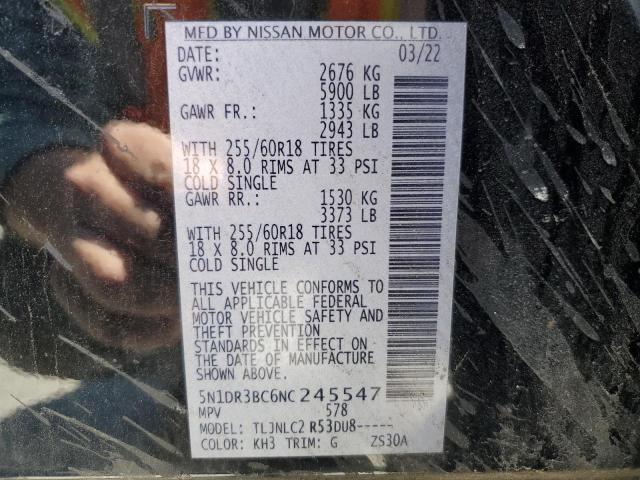 MFD BY NISSAN MOTOR CO., LTD.
DATE: 03/22
GVWR: 2676 KG
5900 LB
GAWR FR.: 1335 KG
2943 LB
WITH 255/60R18 TIRES
18 X 8.0 RIMS AT 33 PSI
COLD SINGLE
GAWR RR.: 1530 KG
3373 LB
WITH 255/60R18 TIRES
18 X 8.0 RIMS AT 33 PSI
COLD SINGLE
THIS VEHICLE CONFORMS TO
ALL APPLICABLE FEDERAL
MOTOR VEHICLE SAFETY AND
THEFT PREVENTION
STANDARDS IN EFFECT ON
THE DATE OF MANUFACTURE
SHOWN ABOVE.
5N1DR3BC6NC245547
MPV 578
MODEL: TLJNLC2 R53DU8-----
COLOR: KH3 TRIM: G ZS30A